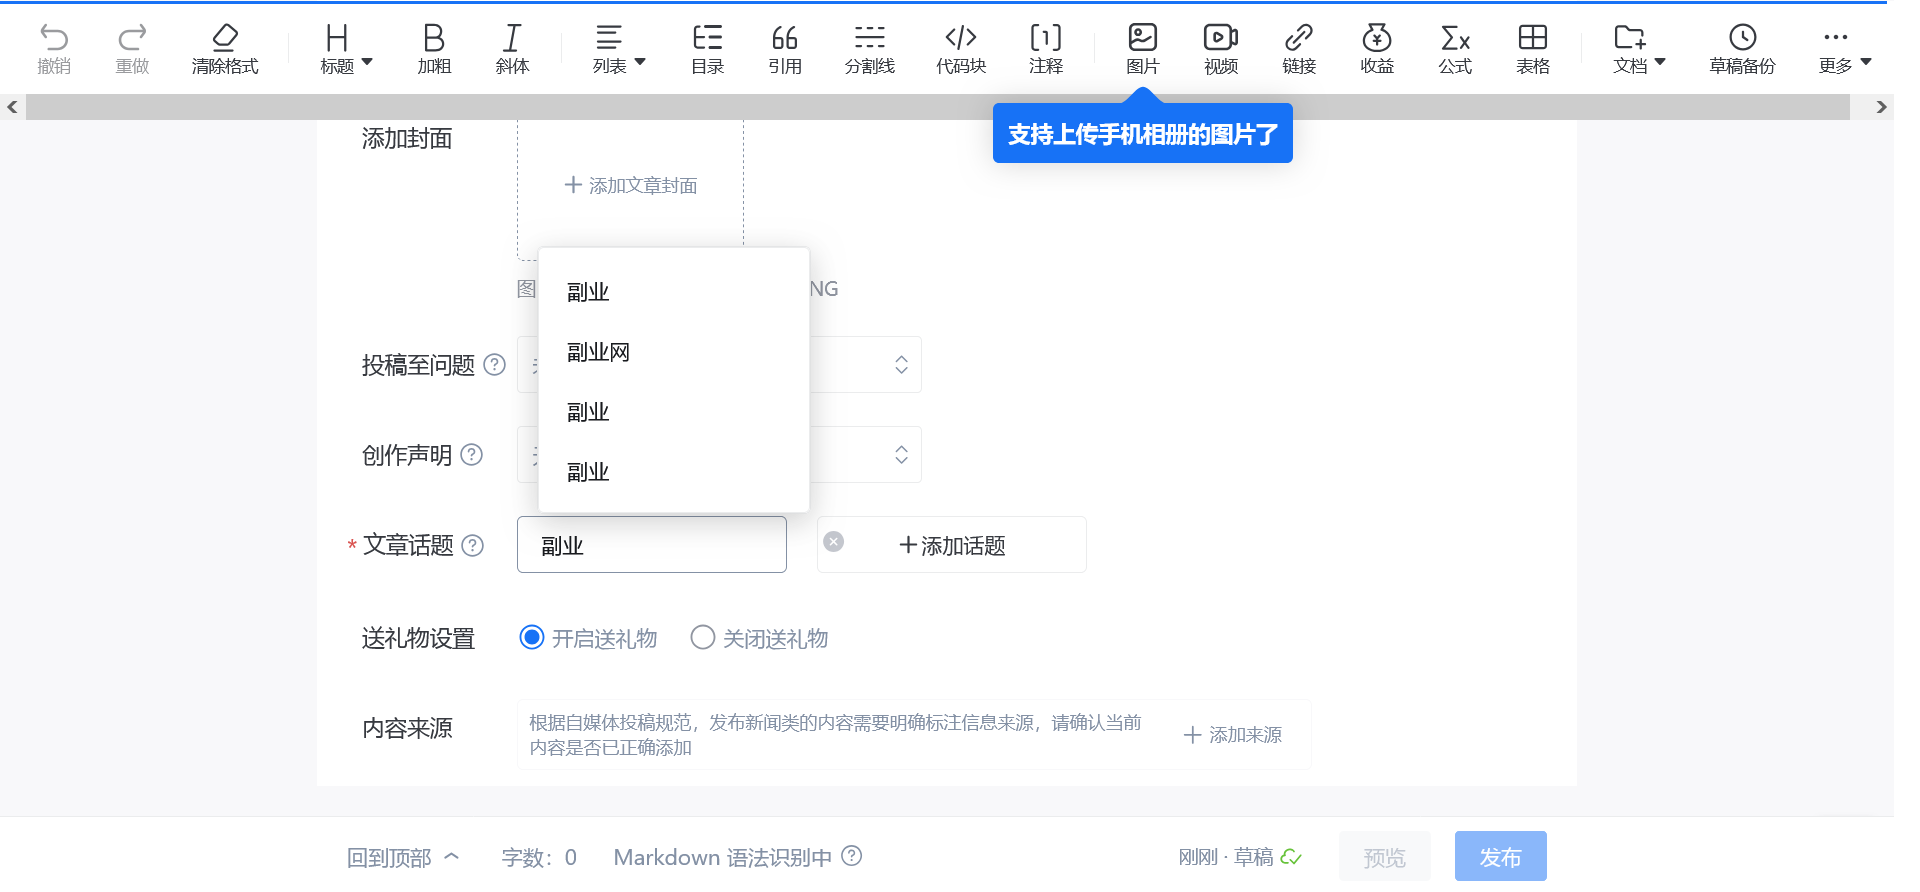 撤销 重做 清除格式 标题 加粗 斜体 列表 目录 引用 分割线 代码块 注释 图片 视频 链接 收益 公式 表格 文档 草稿备份 更多
支持上传手机相册的图片了
添加封面
添加文章封面
图
NG
副业
副业网
副业
副业
投稿至问题
创作声明
* 文章话题
副业
添加话题
送礼物设置 开启送礼物 关闭送礼物
内容来源
根据自媒体投稿规范，发布新闻类的内容需要明确标注信息来源，请确认当前
内容是否已正确添加
添加来源
回到顶部 字数：0 Markdown 语法识别中 刚刚 · 草稿 预览 发布